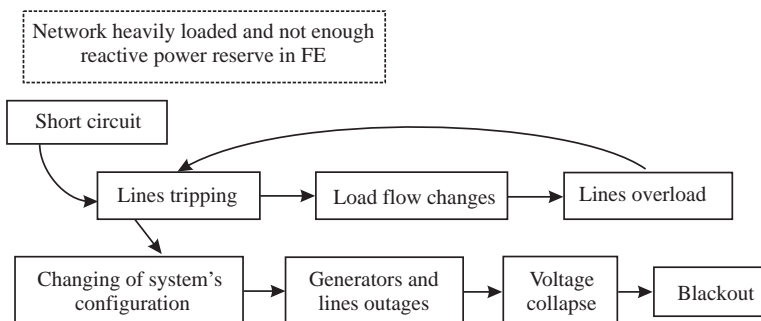 Network heavily loaded and not enough
reactive power reserve in FE
Short circuit
Lines tripping
Load flow changes
Lines overload
Changing of system's
configuration
Generators and
lines outages
Voltage
collapse
Blackout